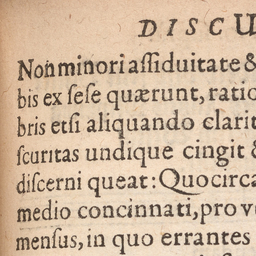 DISCU
Non minori aſſiduitate &
bis ex ſeſe quærunt, ratio
bris etſi aliquando clarit
ſcuritas undique cingit &
diſcerni queat: Quocirca
medio concinnati, pro v
menſus, in quo errantes